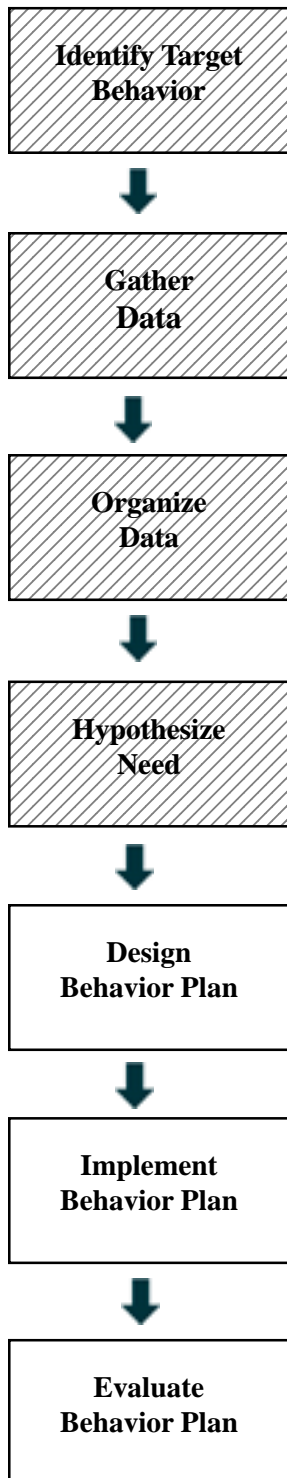 Identify Target
Behavior
Gather
Data
Organize
Data
Hypothesize
Need
Design
Behavior Plan
Implement
Behavior Plan
Evaluate
Behavior Plan